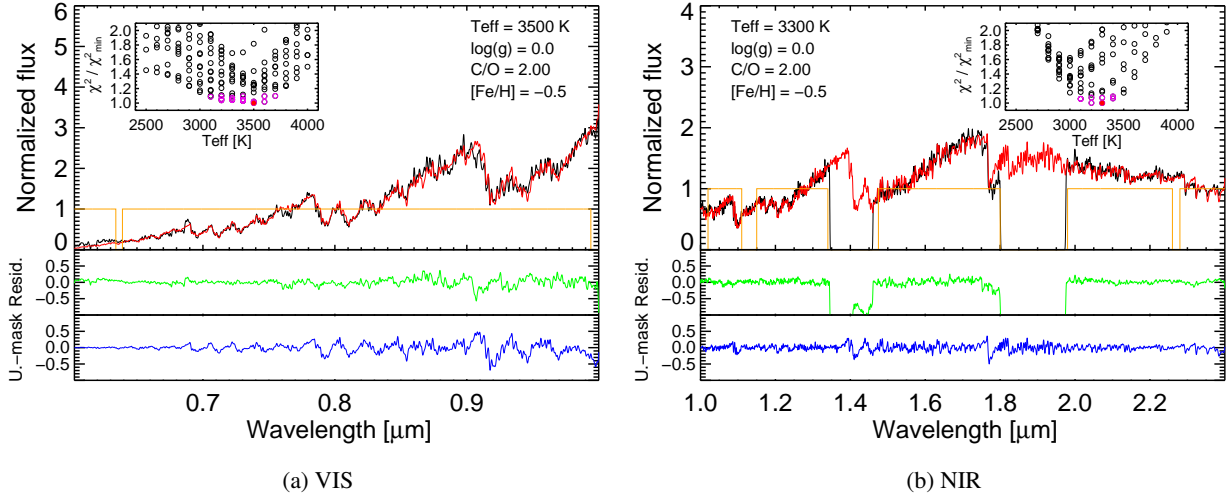 Teff = 3500 K
log(g) = 0.0
C/O = 2.00
[Fe/H] = −0.5
χ² / χ²min
2.0
1.8
1.6
1.4
1.2
1.0
2500 3000 3500 4000
Teff [K]
Normalized flux
6
5
4
3
2
1
0
Resid.
0.5
0.0
−0.5
U.−mask
0.5
0.0
−0.5
0.7 0.8 0.9
Wavelength [μm]
(a) VIS
Teff = 3300 K
log(g) = 0.0
C/O = 2.00
[Fe/H] = −0.5
χ² / χ²min
2.0
1.8
1.6
1.4
1.2
1.0
2500 3000 3500 4000
Teff [K]
Normalized flux
4
3
2
1
0
Resid.
0.5
0.0
−0.5
U.−mask
0.5
0.0
−0.5
1.0 1.2 1.4 1.6 1.8 2.0 2.2
Wavelength [μm]
(b) NIR